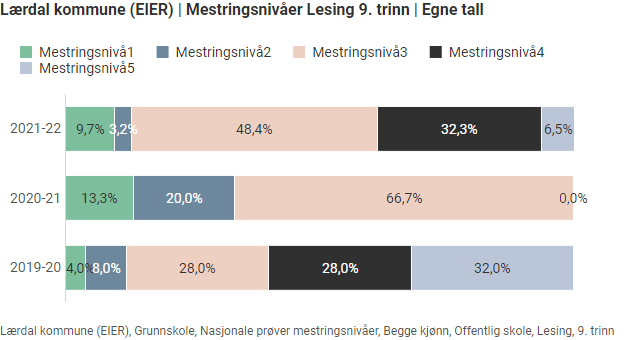 Lærdal kommune (EIER) | Mestringsnivåer Lesing 9. trinn | Egne tall
Mestringsnivå1 Mestringsnivå2 Mestringsnivå3 Mestringsnivå4
Mestringsnivå5
2021-22 9,7% 3,2% 48,4% 32,3% 6,5%
2020-21 13,3% 20,0% 66,7% 0,0%
2019-20 4,0% 8,0% 28,0% 28,0% 32,0%
Lærdal kommune (EIER), Grunnskole, Nasjonale prøver mestringsnivåer, Begge kjønn, Offentlig skole, Lesing, 9. trinn